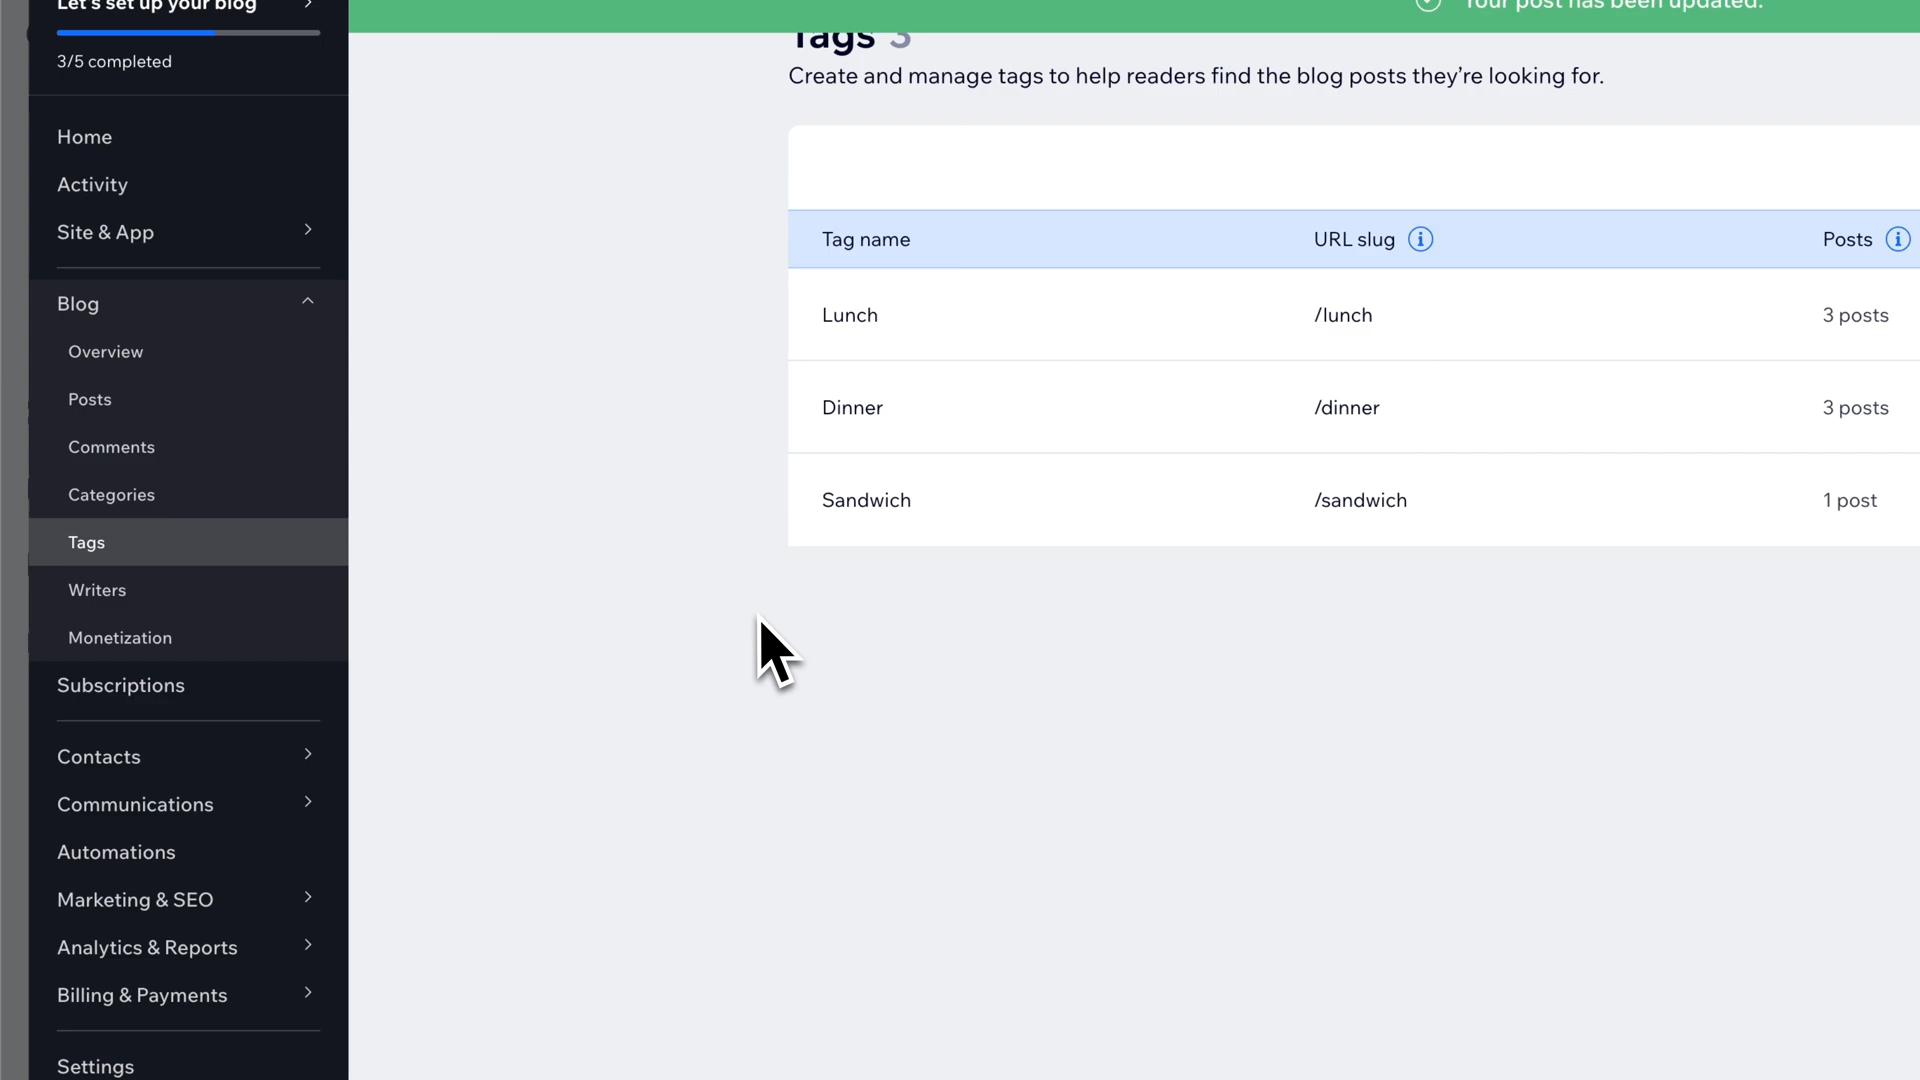 Let's set up your blog
3/5 completed
Home
Activity
Site & App
Blog
Overview
Posts
Comments
Categories
Tags
Writers
Monetization
Subscriptions
Contacts
Communications
Automations
Marketing & SEO
Analytics & Reports
Billing & Payments
Settings
Your post has been updated.
Tags 3
Create and manage tags to help readers find the blog posts they’re looking for.
Tag name URL slug Posts
Lunch /lunch 3 posts
Dinner /dinner 3 posts
Sandwich /sandwich 1 post